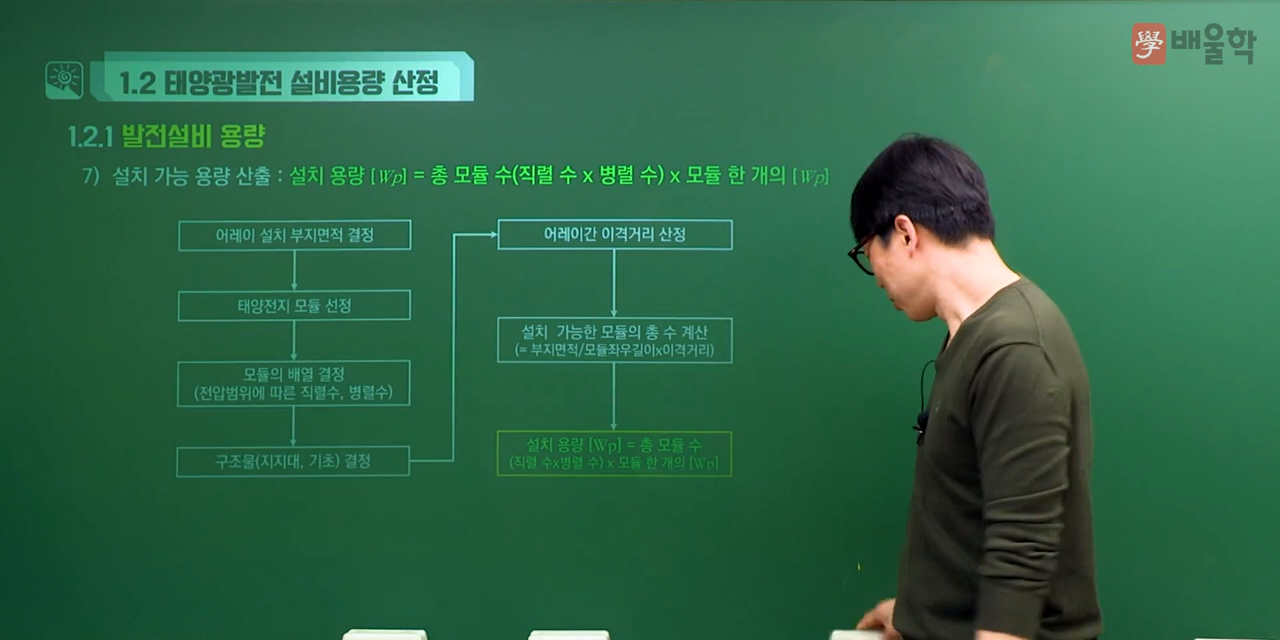 學 배울학
1.2 태양광발전 설비용량 산정
1.2.1 발전설비 용량
7) 설치 가능 용량 산출 : 설치 용량 [Wp] = 총 모듈 수(직렬 수 x 병렬 수) x 모듈 한 개의 [Wp]
어레이 설치 부지면적 결정
태양전지 모듈 선정
모듈의 배열 결정
(전압범위에 따른 직렬수, 병렬수)
구조물(지지대, 기초) 결정
어레이간 이격거리 산정
설치 가능한 모듈의 총 수 계산
(= 부지면적/모듈좌우길이x이격거리)
설치 용량 [Wp] = 총 모듈 수
(직렬 수x병렬 수) x 모듈 한 개의 [Wp]